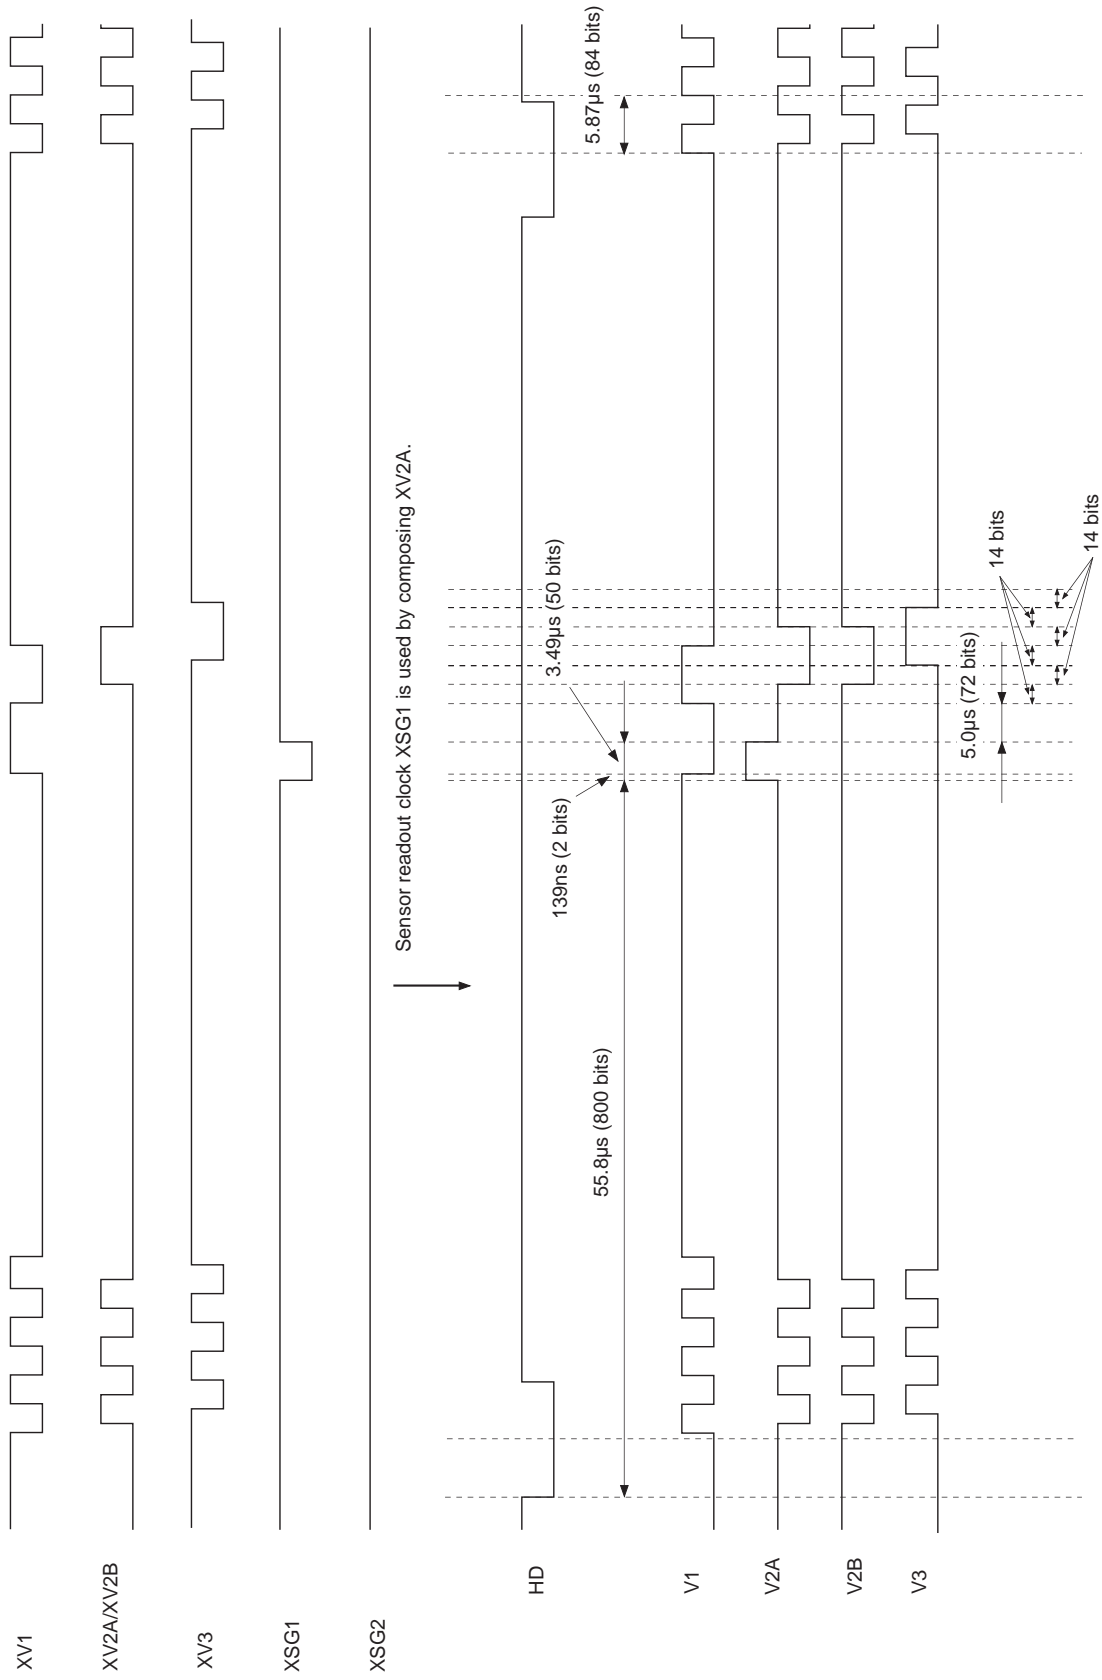 XV1
XV2A/XV2B
XV3
XSG1
XSG2
Sensor readout clock XSG1 is used by composing XV2A.
HD
55.8μs (800 bits)
139ns (2 bits)
3.49μs (50 bits)
5.87μs (84 bits)
V1
V2A
V2B
V3
5.0μs (72 bits)
14 bits
14 bits